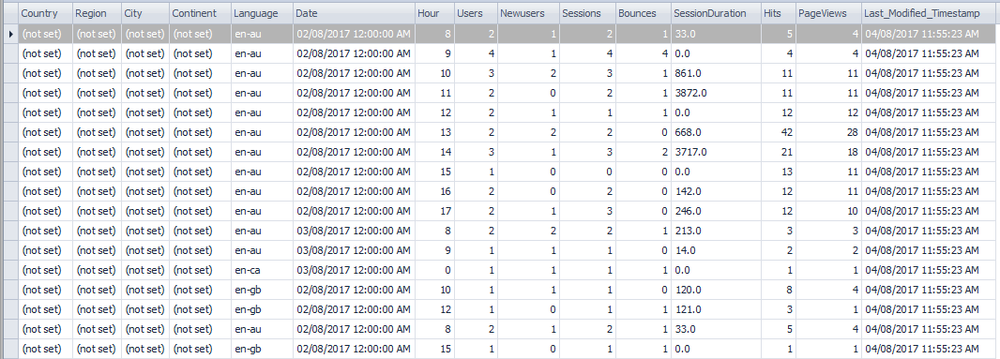 Country Region City Continent Language Date Hour Users Newusers Sessions Bounces SessionDuration Hits PageViews Last_Modified_Timestamp
(not set) (not set) (not set) (not set) en-au 02/08/2017 12:00:00 AM 8 2 1 2 1 33.0 5 4 04/08/2017 11:55:23 AM
(not set) (not set) (not set) (not set) en-au 02/08/2017 12:00:00 AM 9 4 1 4 4 0.0 4 4 04/08/2017 11:55:23 AM
(not set) (not set) (not set) (not set) en-au 02/08/2017 12:00:00 AM 10 3 2 3 1 861.0 11 11 04/08/2017 11:55:23 AM
(not set) (not set) (not set) (not set) en-au 02/08/2017 12:00:00 AM 11 2 0 2 1 3872.0 11 11 04/08/2017 11:55:23 AM
(not set) (not set) (not set) (not set) en-au 02/08/2017 12:00:00 AM 12 2 1 1 1 0.0 12 12 04/08/2017 11:55:23 AM
(not set) (not set) (not set) (not set) en-au 02/08/2017 12:00:00 AM 13 2 2 2 0 668.0 42 28 04/08/2017 11:55:23 AM
(not set) (not set) (not set) (not set) en-au 02/08/2017 12:00:00 AM 14 3 1 3 2 3717.0 21 18 04/08/2017 11:55:23 AM
(not set) (not set) (not set) (not set) en-au 02/08/2017 12:00:00 AM 15 1 0 0 0 0.0 13 11 04/08/2017 11:55:23 AM
(not set) (not set) (not set) (not set) en-au 02/08/2017 12:00:00 AM 16 2 0 2 0 142.0 12 11 04/08/2017 11:55:23 AM
(not set) (not set) (not set) (not set) en-au 02/08/2017 12:00:00 AM 17 2 1 3 0 246.0 12 10 04/08/2017 11:55:23 AM
(not set) (not set) (not set) (not set) en-au 03/08/2017 12:00:00 AM 8 2 2 2 1 213.0 3 3 04/08/2017 11:55:23 AM
(not set) (not set) (not set) (not set) en-au 03/08/2017 12:00:00 AM 9 1 1 1 0 14.0 2 2 04/08/2017 11:55:23 AM
(not set) (not set) (not set) (not set) en-ca 03/08/2017 12:00:00 AM 0 1 1 1 1 0.0 1 1 04/08/2017 11:55:23 AM
(not set) (not set) (not set) (not set) en-gb 02/08/2017 12:00:00 AM 10 1 1 1 0 120.0 8 4 04/08/2017 11:55:23 AM
(not set) (not set) (not set) (not set) en-gb 02/08/2017 12:00:00 AM 12 1 0 1 1 121.0 3 1 04/08/2017 11:55:23 AM
(not set) (not set) (not set) (not set) en-au 02/08/2017 12:00:00 AM 8 2 1 2 1 33.0 5 4 04/08/2017 11:55:23 AM
(not set) (not set) (not set) (not set) en-gb 02/08/2017 12:00:00 AM 15 1 0 1 0 0.0 1 1 04/08/2017 11:55:23 AM